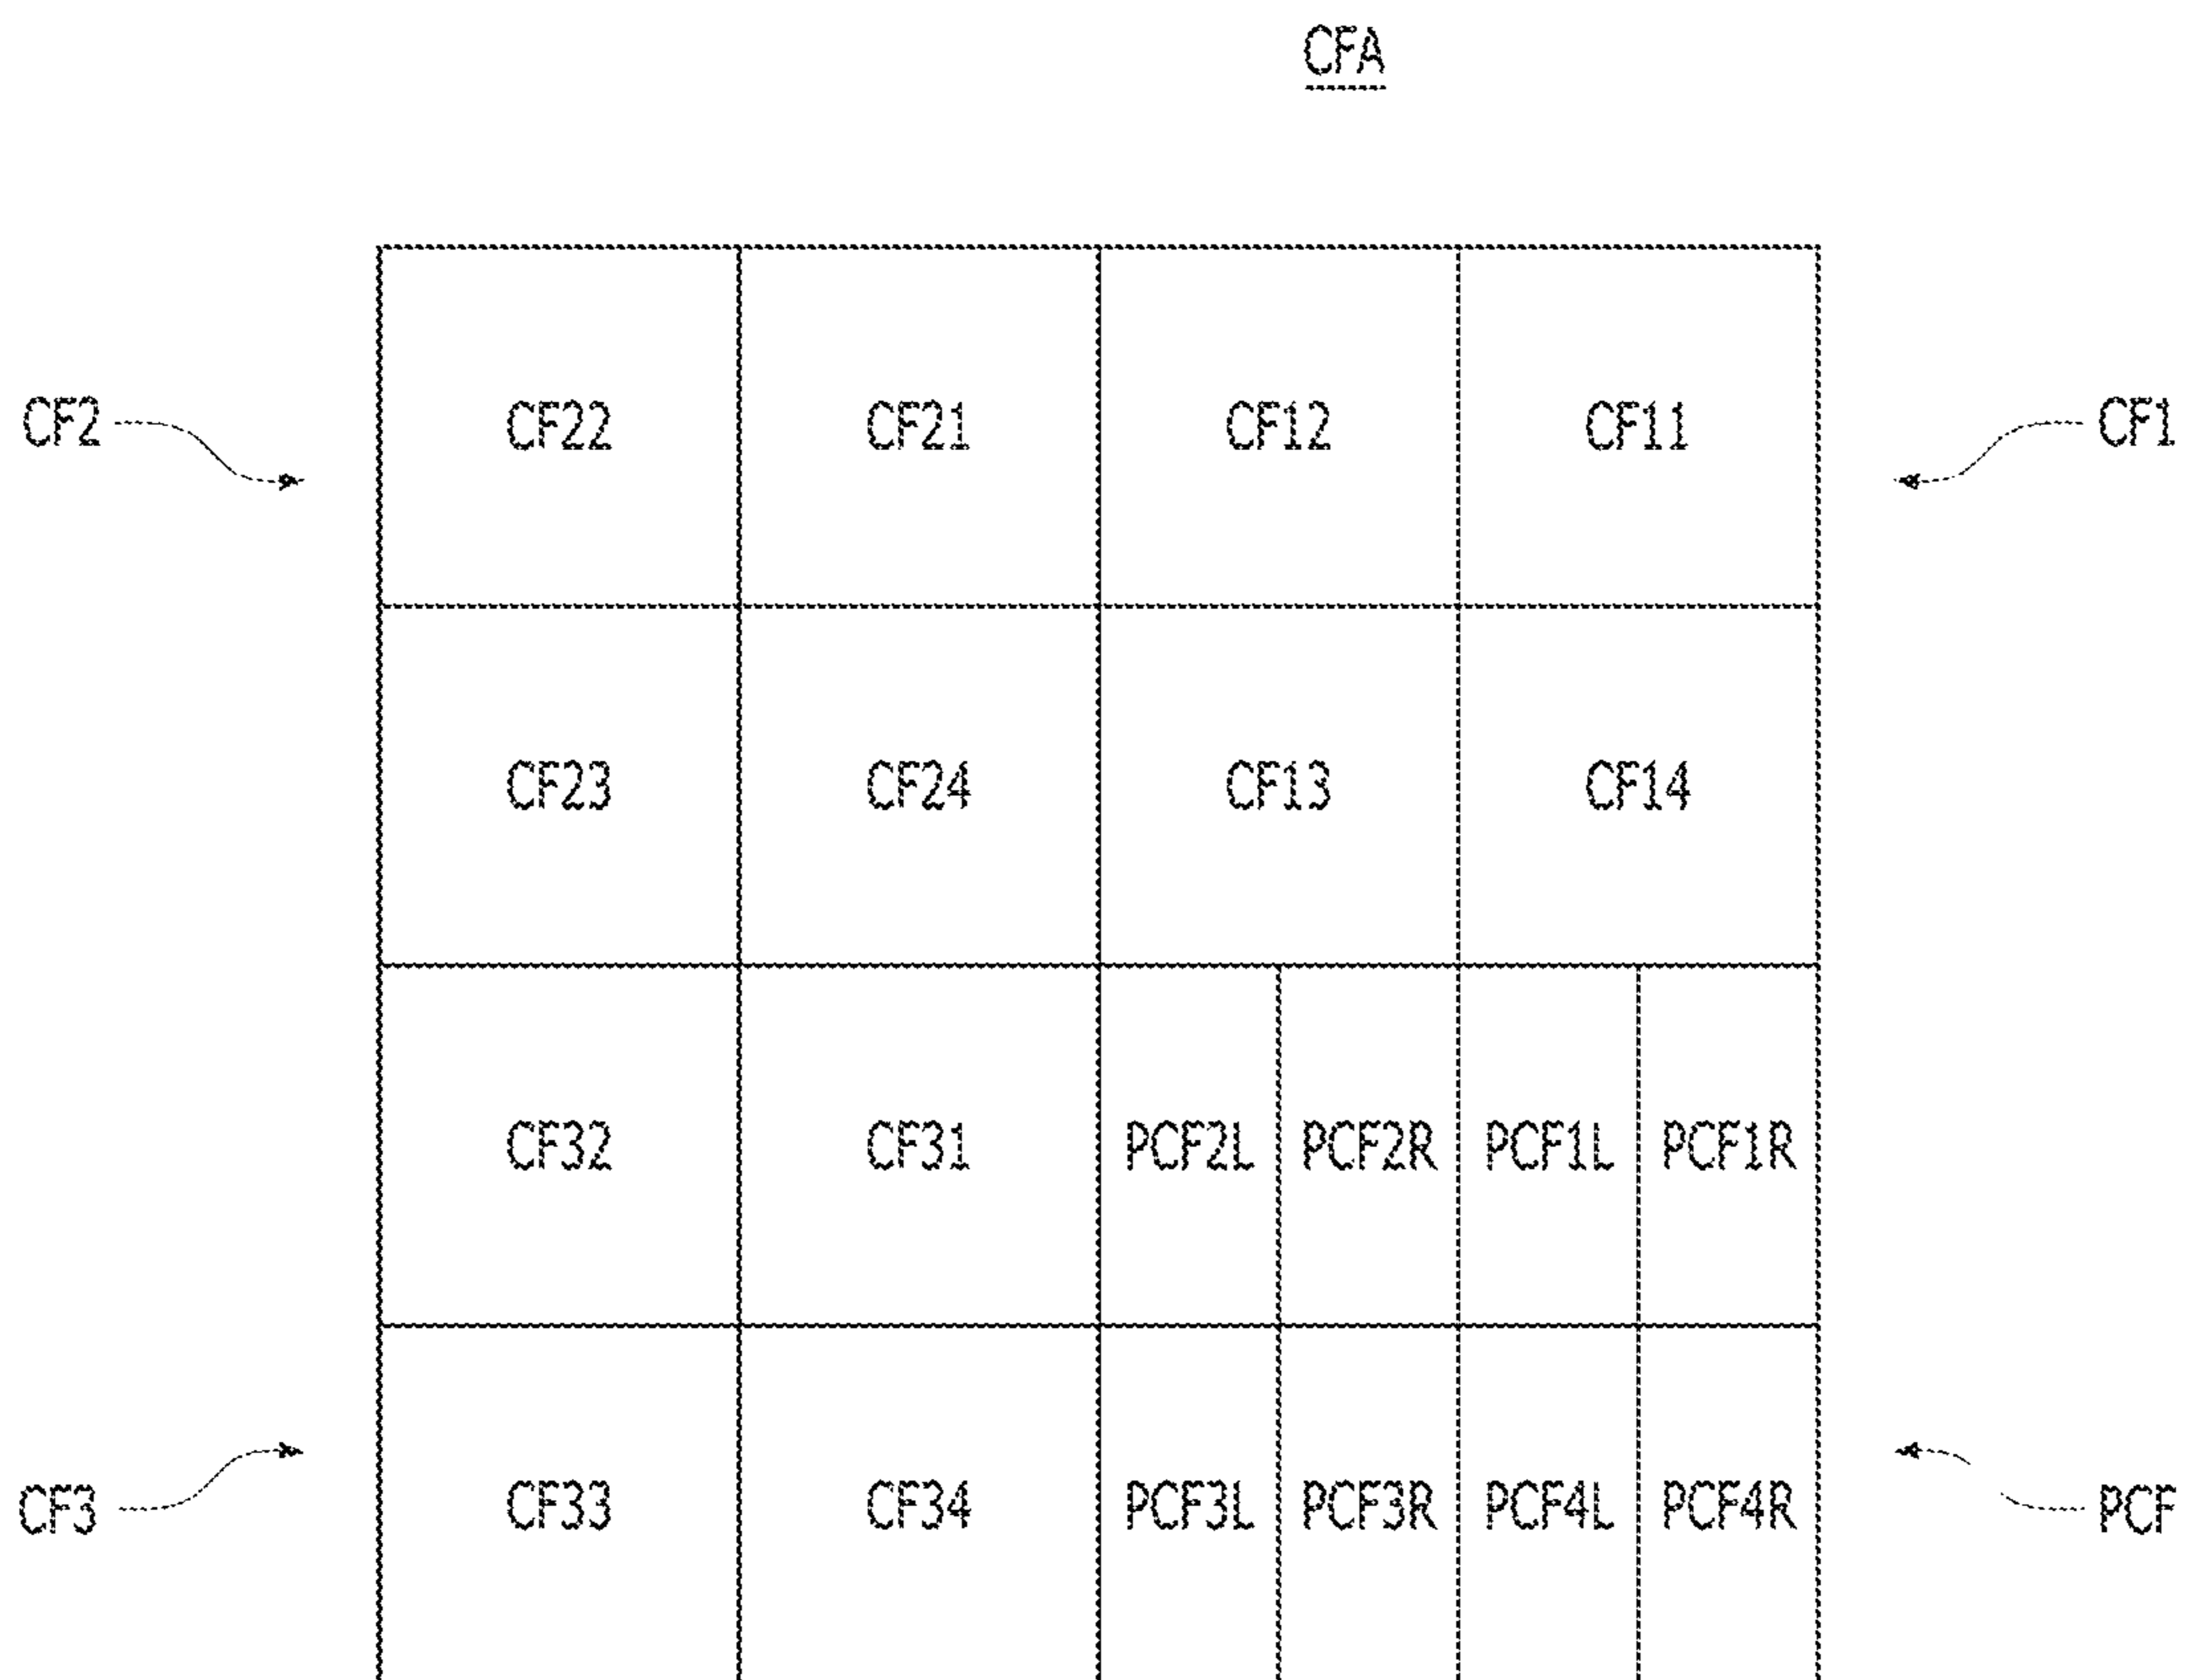 CFA
CF2 CF22 CF21 CF12 CF11 CF1
CF23 CF24 CF13 CF14
CF32 CF31 PCF2L PCF2R PCF1L PCF1R
CF3 CF33 CF34 PCF3L PCF3R PCF4L PCF4R PCF